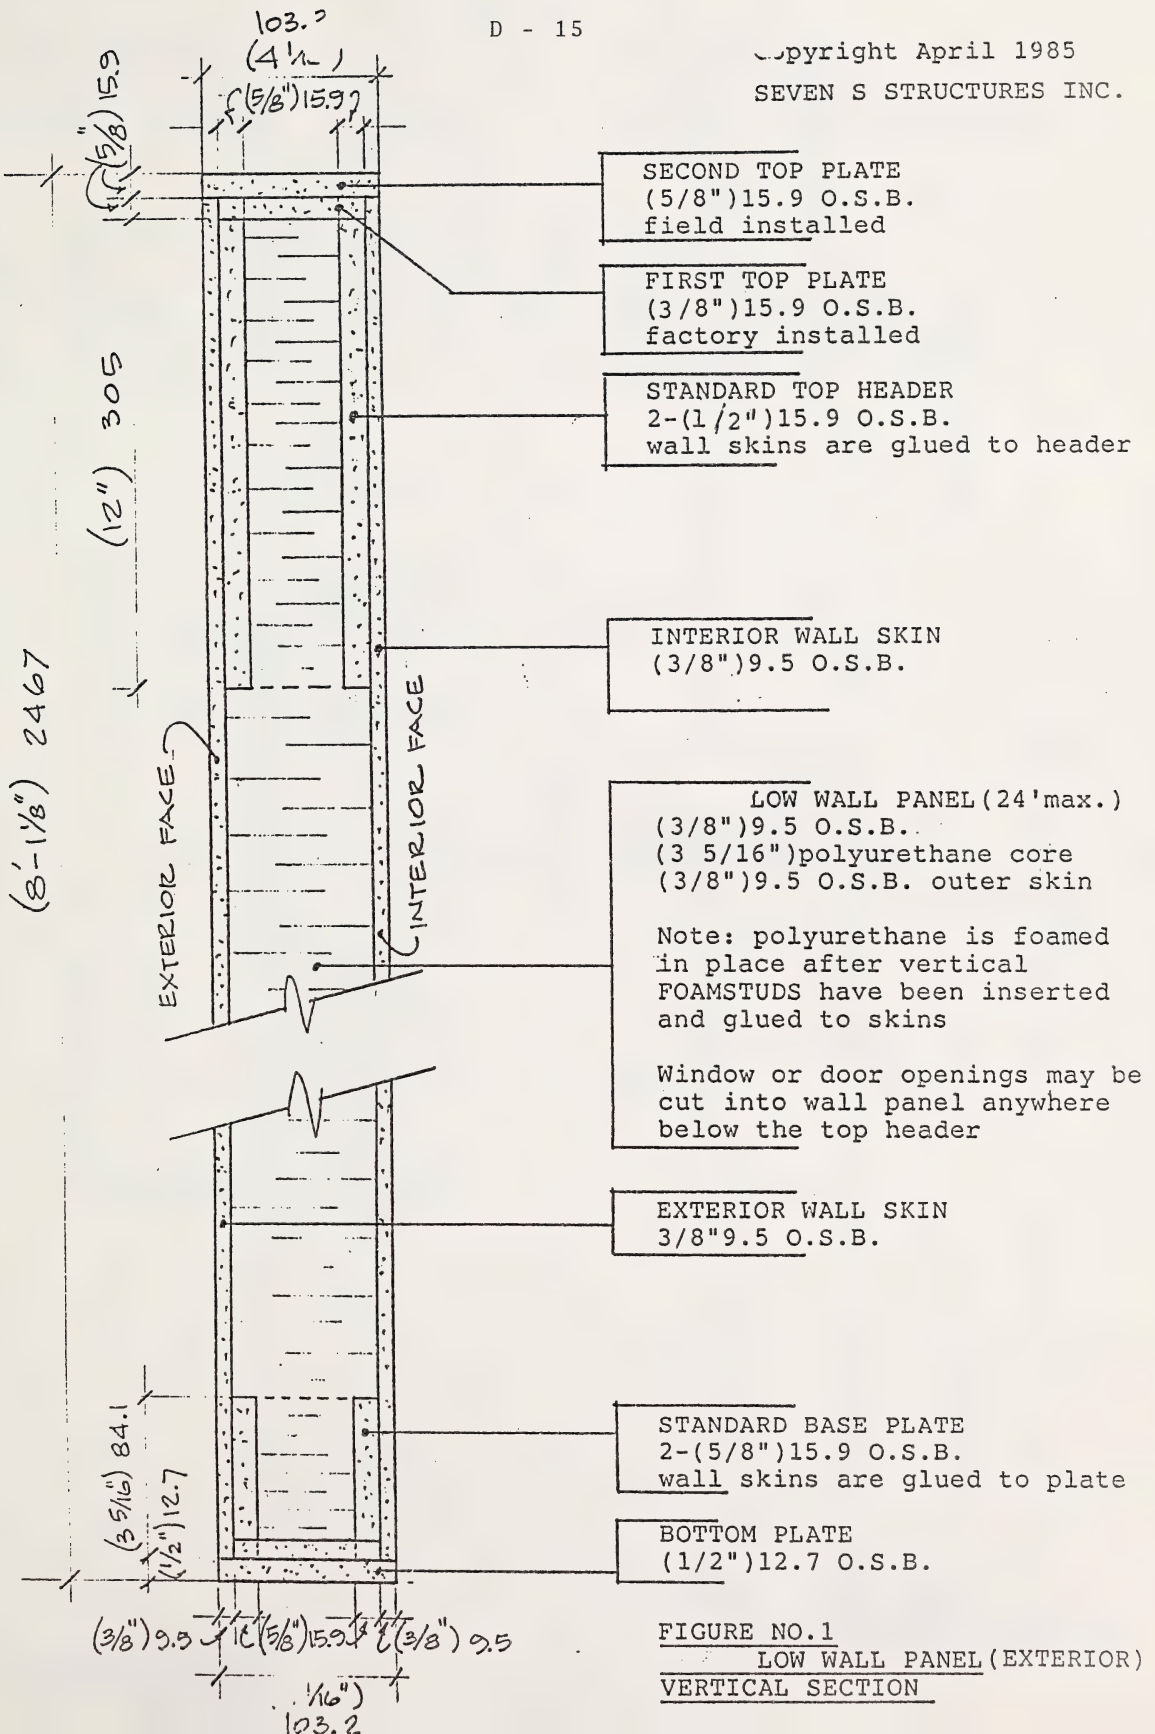 D - 15
Copyright April 1985
SEVEN S STRUCTURES INC.
(5/8") 15.9
(5/8") 15.9
SECOND TOP PLATE
(5/8")15.9 O.S.B.
field installed
FIRST TOP PLATE
(3/8")15.9 O.S.B.
factory installed
STANDARD TOP HEADER
2-(1/2")15.9 O.S.B.
wall skins are glued to header
(12") 305
INTERIOR WALL SKIN
(3/8")9.5 O.S.B.
(8'-1 1/8") 2467
EXTERIOR FACE
INTERIOR FACE
LOW WALL PANEL(24'max.)
(3/8")9.5 O.S.B.
(3 5/16")polyurethane core
(3/8")9.5 O.S.B. outer skin
Note: polyurethane is foamed
in place after vertical
FOAMSTUDS have been inserted
and glued to skins
Window or door openings may be
cut into wall panel anywhere
below the top header
EXTERIOR WALL SKIN
3/8"9.5 O.S.B.
STANDARD BASE PLATE
2-(5/8")15.9 O.S.B.
wall skins are glued to plate
(3 5/16) 84.1
(1/2") 12.7
BOTTOM PLATE
(1/2")12.7 O.S.B.
(3/8") 9.5 (5/8") 15.9 (3/8") 9.5
1/16")
103.2
FIGURE NO.1
LOW WALL PANEL(EXTERIOR)
VERTICAL SECTION